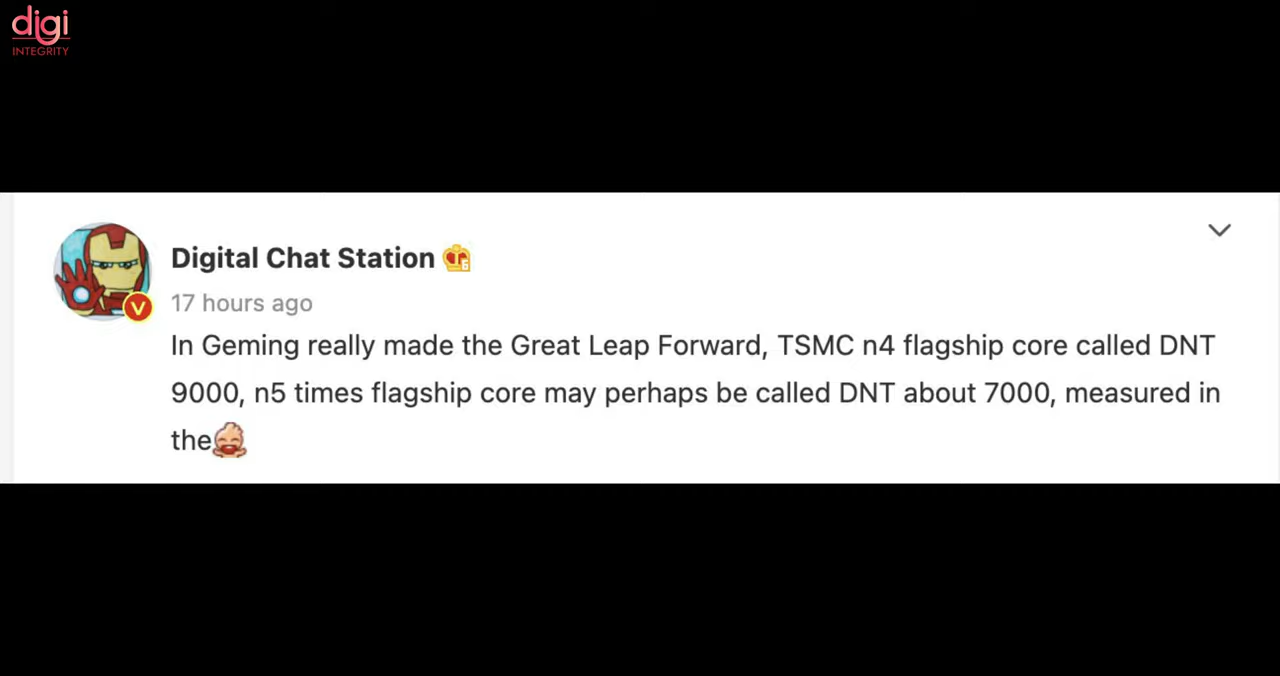 digi
INTEGRITY
Digital Chat Station
17 hours ago
In Geming really made the Great Leap Forward, TSMC n4 flagship core called DNT
9000, n5 times flagship core may perhaps be called DNT about 7000, measured in
the